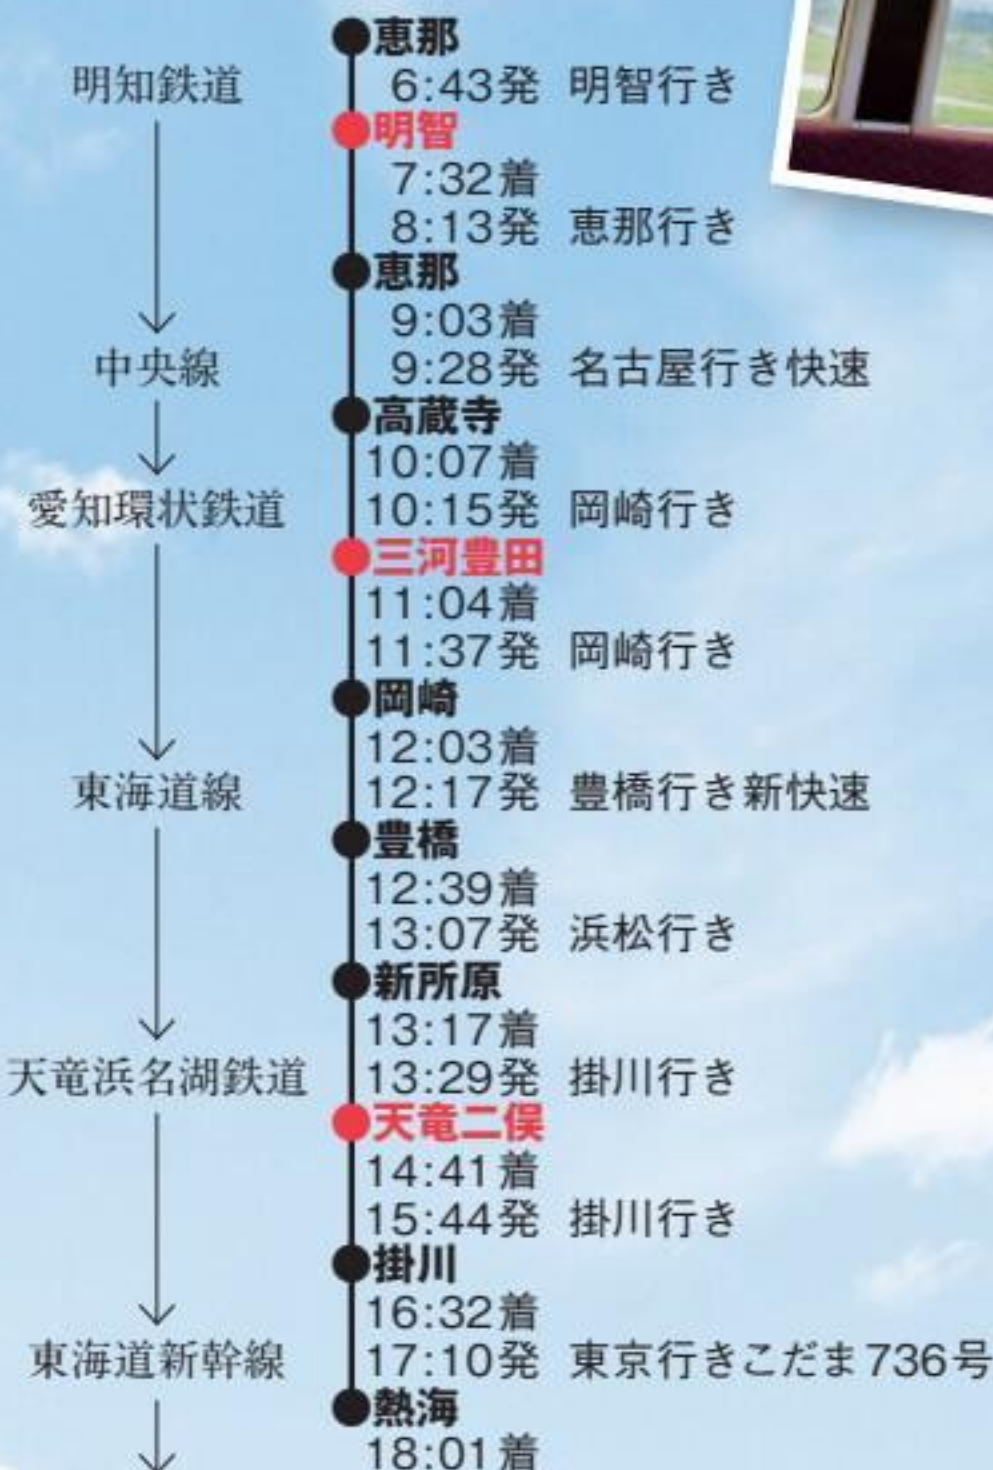 恵那
明知鉄道
6:43発 明智行き
明智
7:32着
8:13発 恵那行き
恵那
9:03着
中央線
9:28発 名古屋行き快速
高蔵寺
10:07着
愛知環状鉄道
10:15発 岡崎行き
三河豊田
11:04着
11:37発 岡崎行き
岡崎
12:03着
東海道線
12:17発 豊橋行き新快速
豊橋
12:39着
13:07発 浜松行き
新所原
13:17着
天竜浜名湖鉄道
13:29発 掛川行き
天竜二俣
14:41着
15:44発 掛川行き
掛川
16:32着
東海道新幹線
17:10発 東京行きこだま736号
熱海
18:01着